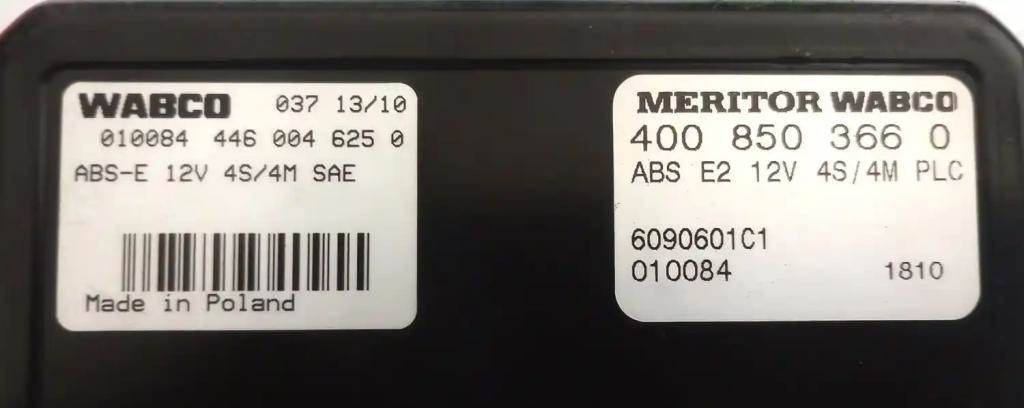 WABCO 037 13/10
010084 446 004 625 0
ABS-E 12V 4S/4M SAE
Made in Poland
MERITOR WABCO
400 850 366 0
ABS E2 12V 4S/4M PLC
6090601C1
010084 1810